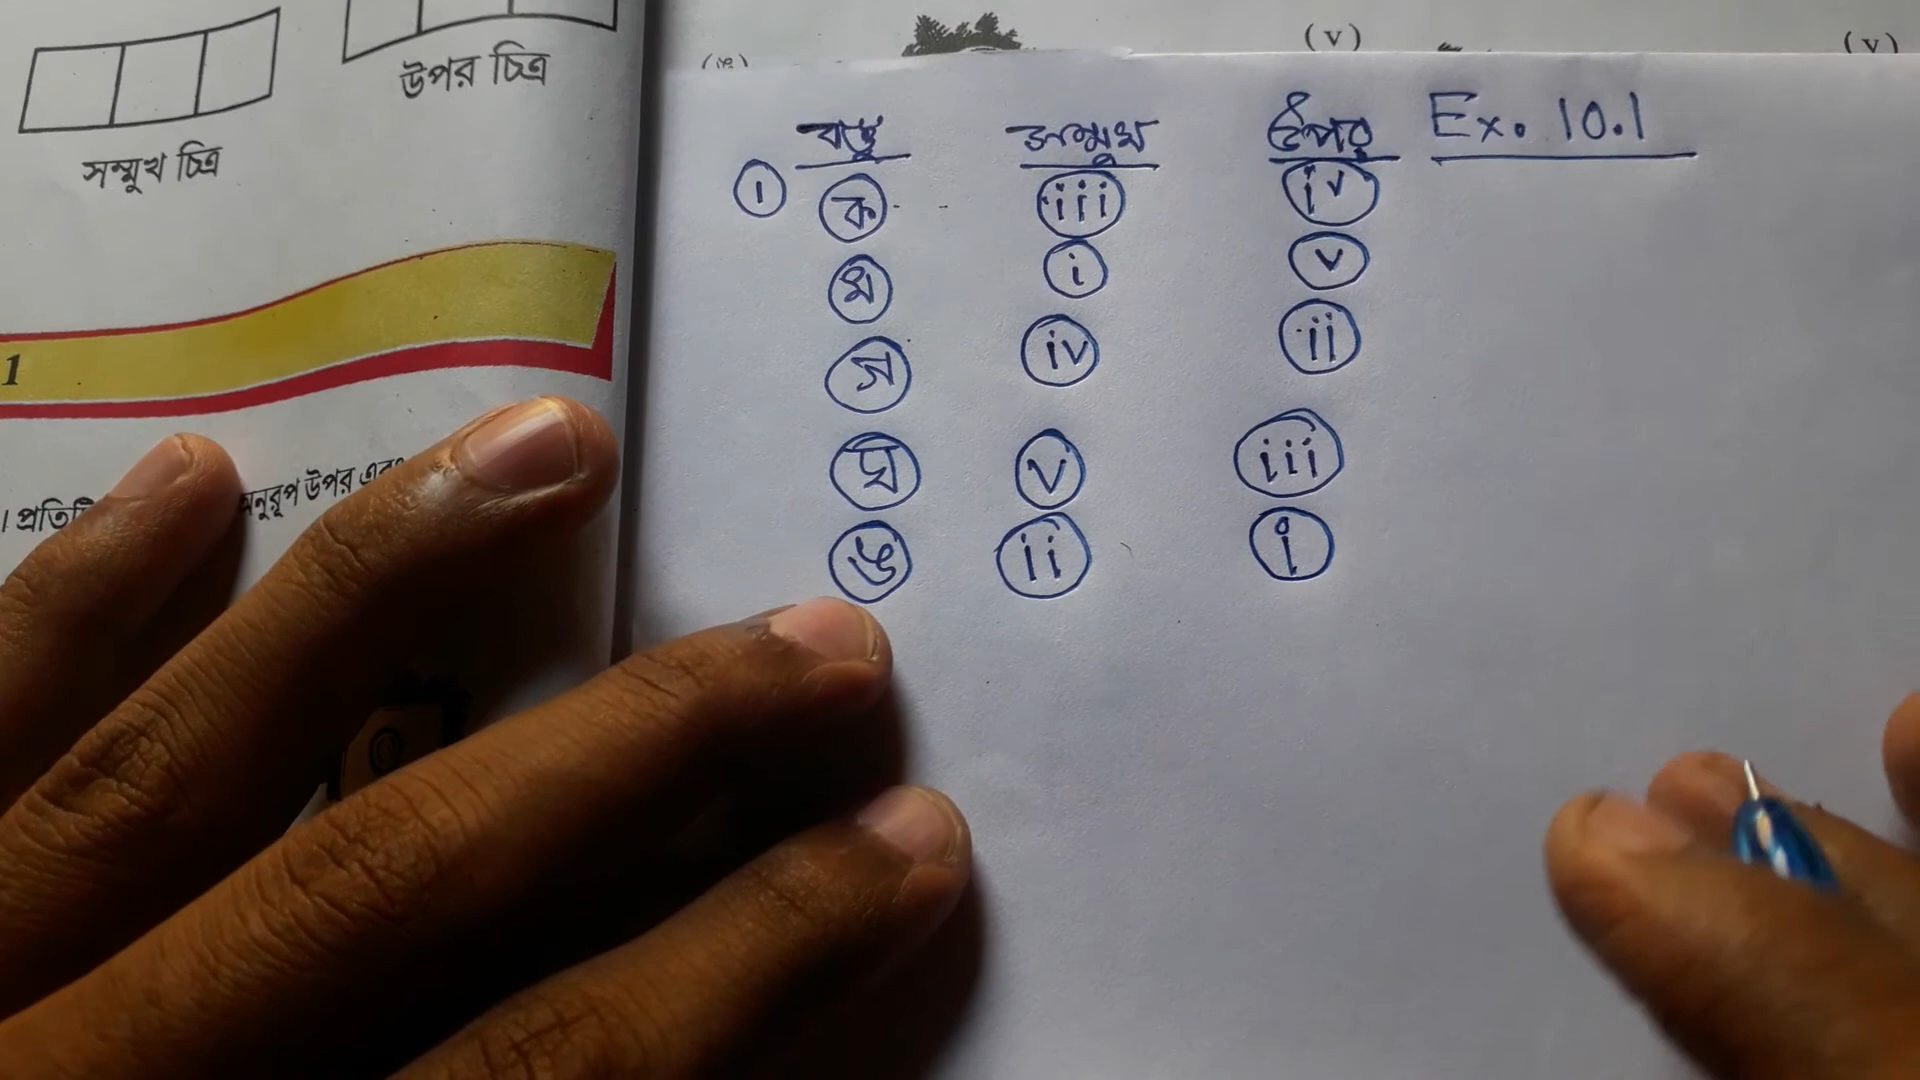 উপর চিত্র
সম্মুখ চিত্র
1
। প্রতিটি
অনুরূপ উপর এবং
(v)
(v)
Ex. 10.1
বস্তু সম্মুখ উপর
১ ক iii iv
খ i v
গ iv ii
ঘ v iii
ঙ ii i